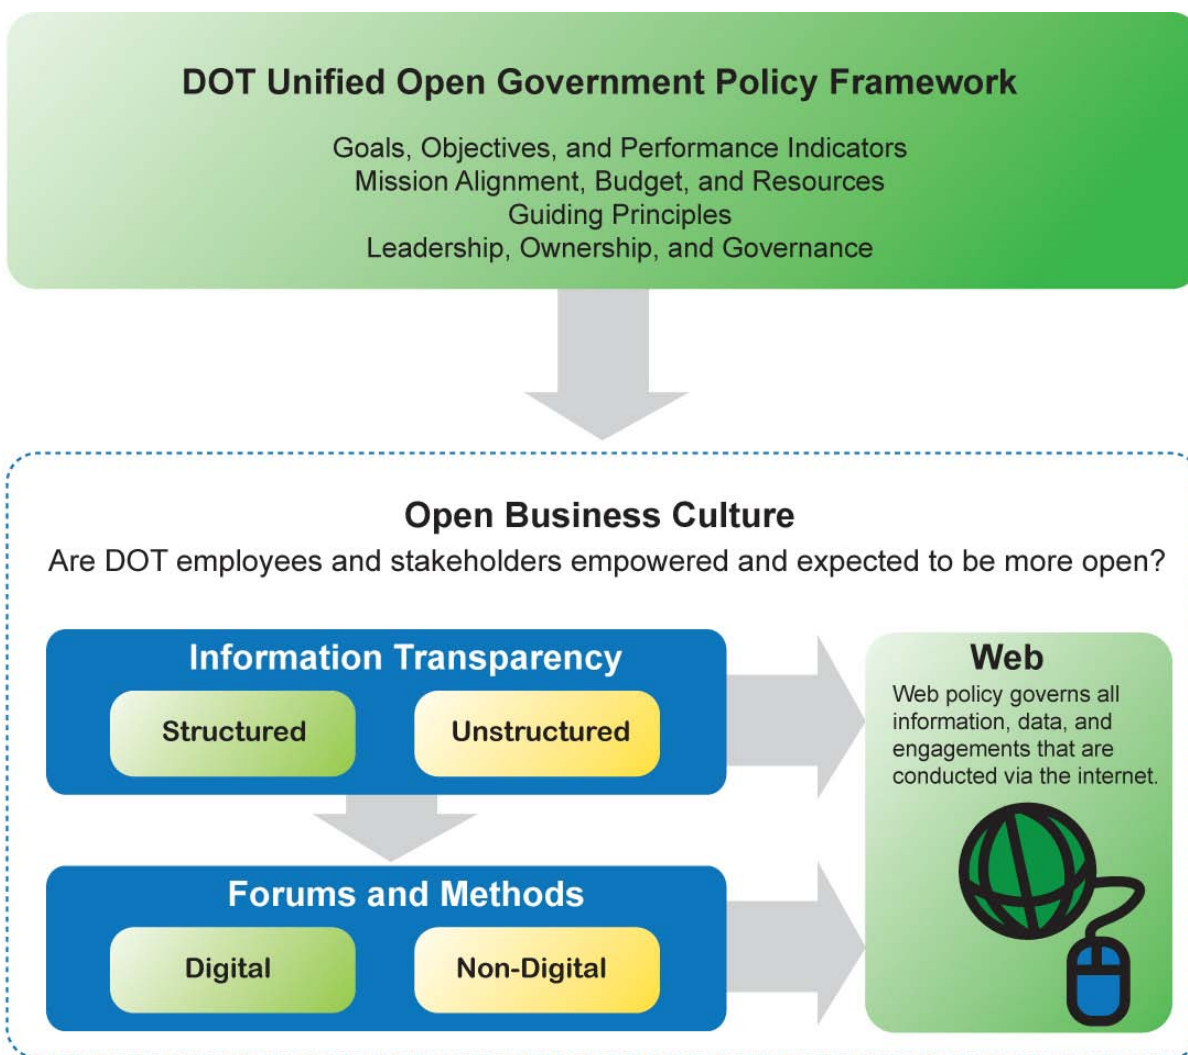 DOT Unified Open Government Policy Framework
Goals, Objectives, and Performance Indicators
Mission Alignment, Budget, and Resources
Guiding Principles
Leadership, Ownership, and Governance
Open Business Culture
Are DOT employees and stakeholders empowered and expected to be more open?
Information Transparency
Structured
Unstructured
Forums and Methods
Digital
Non-Digital
Web
Web policy governs all
information, data, and
engagements that are
conducted via the internet.